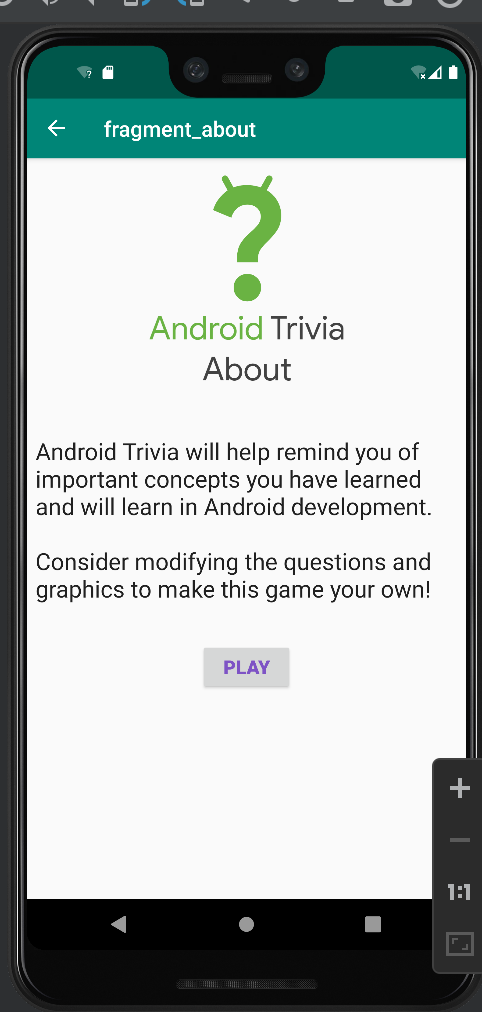 fragment_about
Android Trivia
About
Android Trivia will help remind you of
important concepts you have learned
and will learn in Android development.
Consider modifying the questions and
graphics to make this game your own!
PLAY
1:1